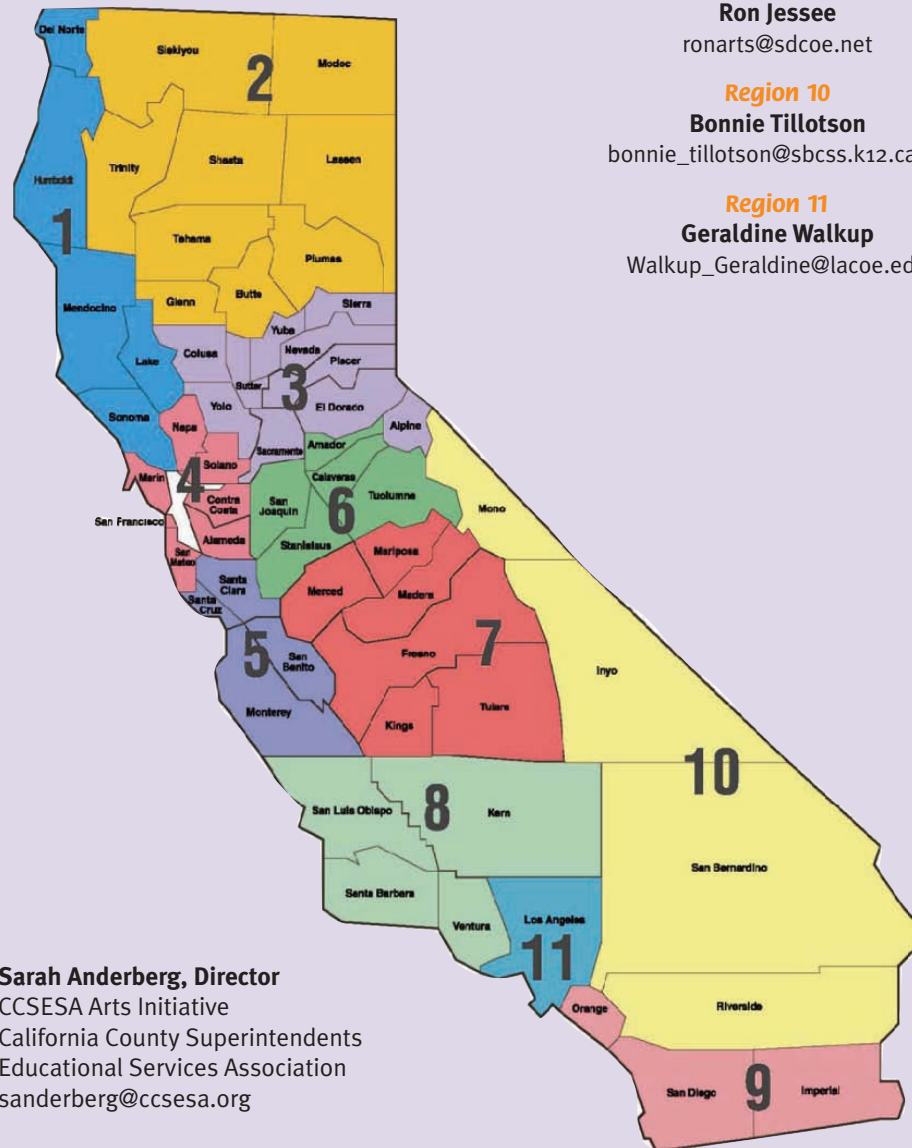 Ron Jessee
ronarts@sdcoe.net
Region 10
Bonnie Tillotson
bonnie_tillotson@sbcss.k12.ca
Region 11
Geraldine Walkup
Walkup_Geraldine@lacoe.ed
Del Norte
Siskiyou
2
Modoc
Humboldt
Trinity
Shasta
Lassen
1
Tehama
Plumas
Mendocino
Glenn
Butte
Sierra
Lake
Colusa
Yuba
Nevada
Placer
Sutter
3
Sonoma
Napa
Yolo
El Dorado
Alpine
Sacramento
Amador
Solano
Marin
4
Calaveras
Tuolumne
Contra
Costa
San
Joaquin
6
Mono
San Francisco
Alameda
Stanislaus
San
Mateo
Mariposa
Santa
Clara
Merced
Madera
Santa
Cruz
5
San
Benito
Fresno
7
Inyo
Monterey
Kings
Tulare
10
San Luis Obispo
8
Kern
San Bernardino
Santa Barbara
Ventura
Los Angeles
11
Orange
Riverside
San Diego
9
Imperial
Sarah Anderberg, Director
CCSESA Arts Initiative
California County Superintendents
Educational Services Association
sanderberg@ccsesa.org